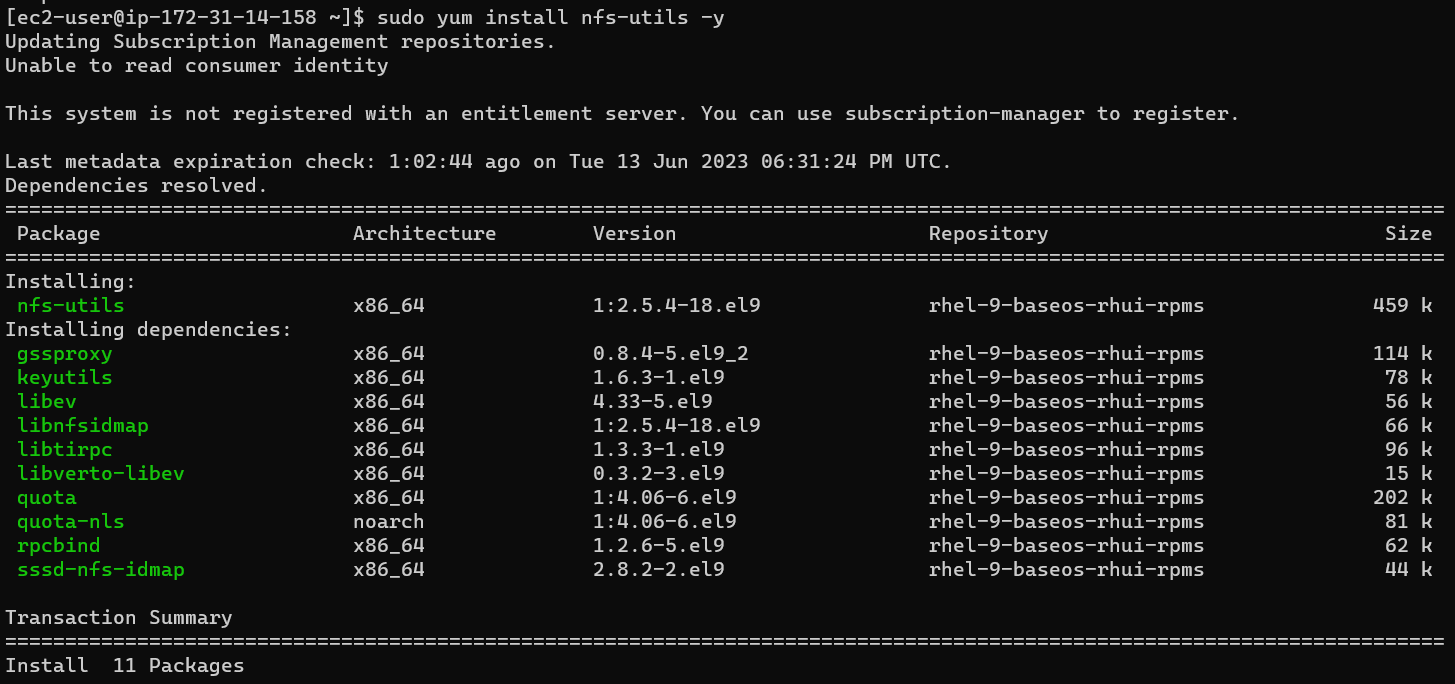 [ec2-user@ip-172-31-14-158 ~]$ sudo yum install nfs-utils -y
Updating Subscription Management repositories.
Unable to read consumer identity
This system is not registered with an entitlement server. You can use subscription-manager to register.
Last metadata expiration check: 1:02:44 ago on Tue 13 Jun 2023 06:31:24 PM UTC.
Dependencies resolved.
========================================================================================================================
Package Architecture Version Repository Size
========================================================================================================================
Installing:
nfs-utils x86_64 1:2.5.4-18.el9 rhel-9-baseos-rhui-rpms 459 k
Installing dependencies:
gssproxy x86_64 0.8.4-5.el9_2 rhel-9-baseos-rhui-rpms 114 k
keyutils x86_64 1.6.3-1.el9 rhel-9-baseos-rhui-rpms 78 k
libev x86_64 4.33-5.el9 rhel-9-baseos-rhui-rpms 56 k
libnfsidmap x86_64 1:2.5.4-18.el9 rhel-9-baseos-rhui-rpms 66 k
libtirpc x86_64 1.3.3-1.el9 rhel-9-baseos-rhui-rpms 96 k
libverto-libev x86_64 0.3.2-3.el9 rhel-9-baseos-rhui-rpms 15 k
quota x86_64 1:4.06-6.el9 rhel-9-baseos-rhui-rpms 202 k
quota-nls noarch 1:4.06-6.el9 rhel-9-baseos-rhui-rpms 81 k
rpcbind x86_64 1.2.6-5.el9 rhel-9-baseos-rhui-rpms 62 k
sssd-nfs-idmap x86_64 2.8.2-2.el9 rhel-9-baseos-rhui-rpms 44 k
Transaction Summary
========================================================================================================================
Install 11 Packages